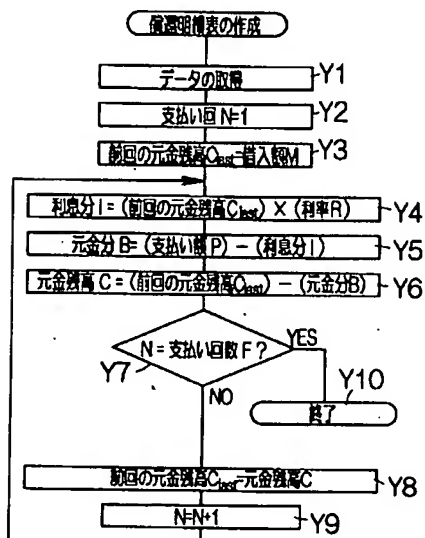 償還明細表の作成
データの取得 Y1
支払い回N=1 Y2
前回の元金残高Clast=借入額M Y3
利息分I=(前回の元金残高Clast)×(利率R) Y4
元金分B=(支払い額P)-(利息分I) Y5
元金残高C=(前回の元金残高Clast)-(元金分B) Y6
N=支払い回数F?
YES
Y7
NO
Y10
終了
前回の元金残高Clast=元金残高C Y8
N=N+1 Y9